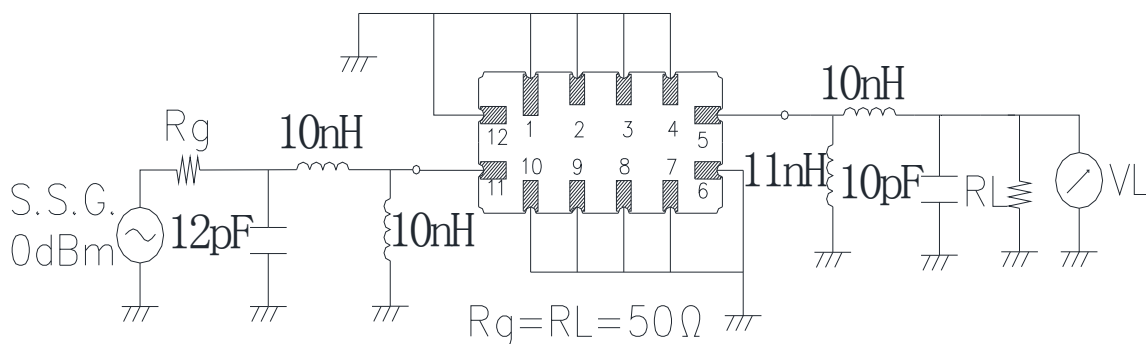 10nH
Rg
10nH
12 1 2 3 4 5
11 10 9 8 7 6
S.S.G.
0dBm
12pF
10nH
11nH
10pF
RL
VL
Rg=RL=50Ω